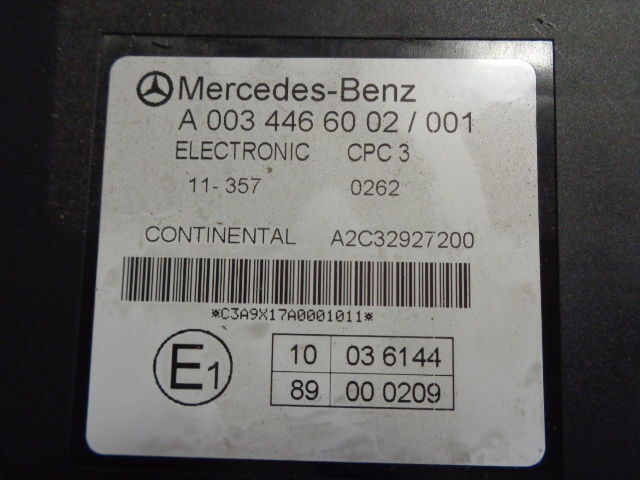 Mercedes-Benz
A 003 446 60 02 / 001
ELECTRONIC CPC 3
11- 357 0262
CONTINENTAL A2C32927200
*C3A9X17A0001011*
E1
10 03 6144
89 00 0209